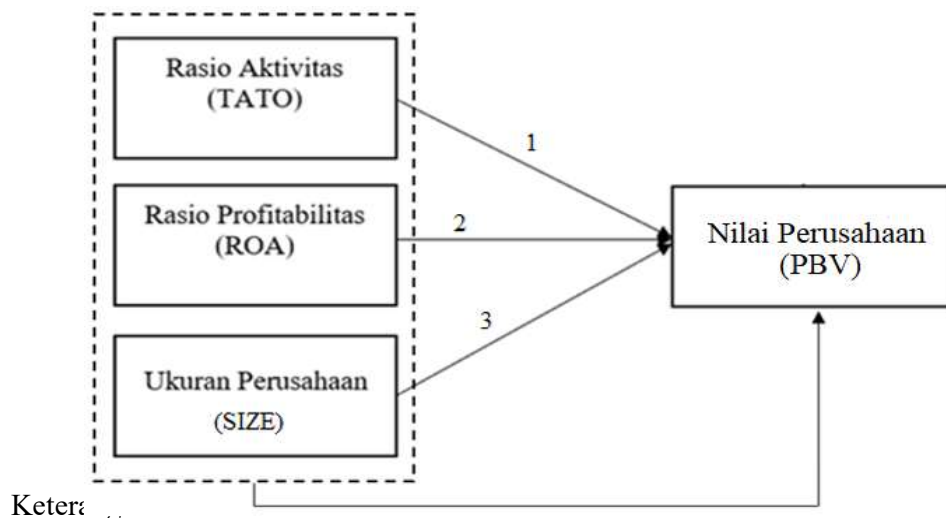 Rasio Aktivitas
(TATO)
1
Rasio Profitabilitas
(ROA)
2
Nilai Perusahaan
(PBV)
3
Ukuran Perusahaan
(SIZE)